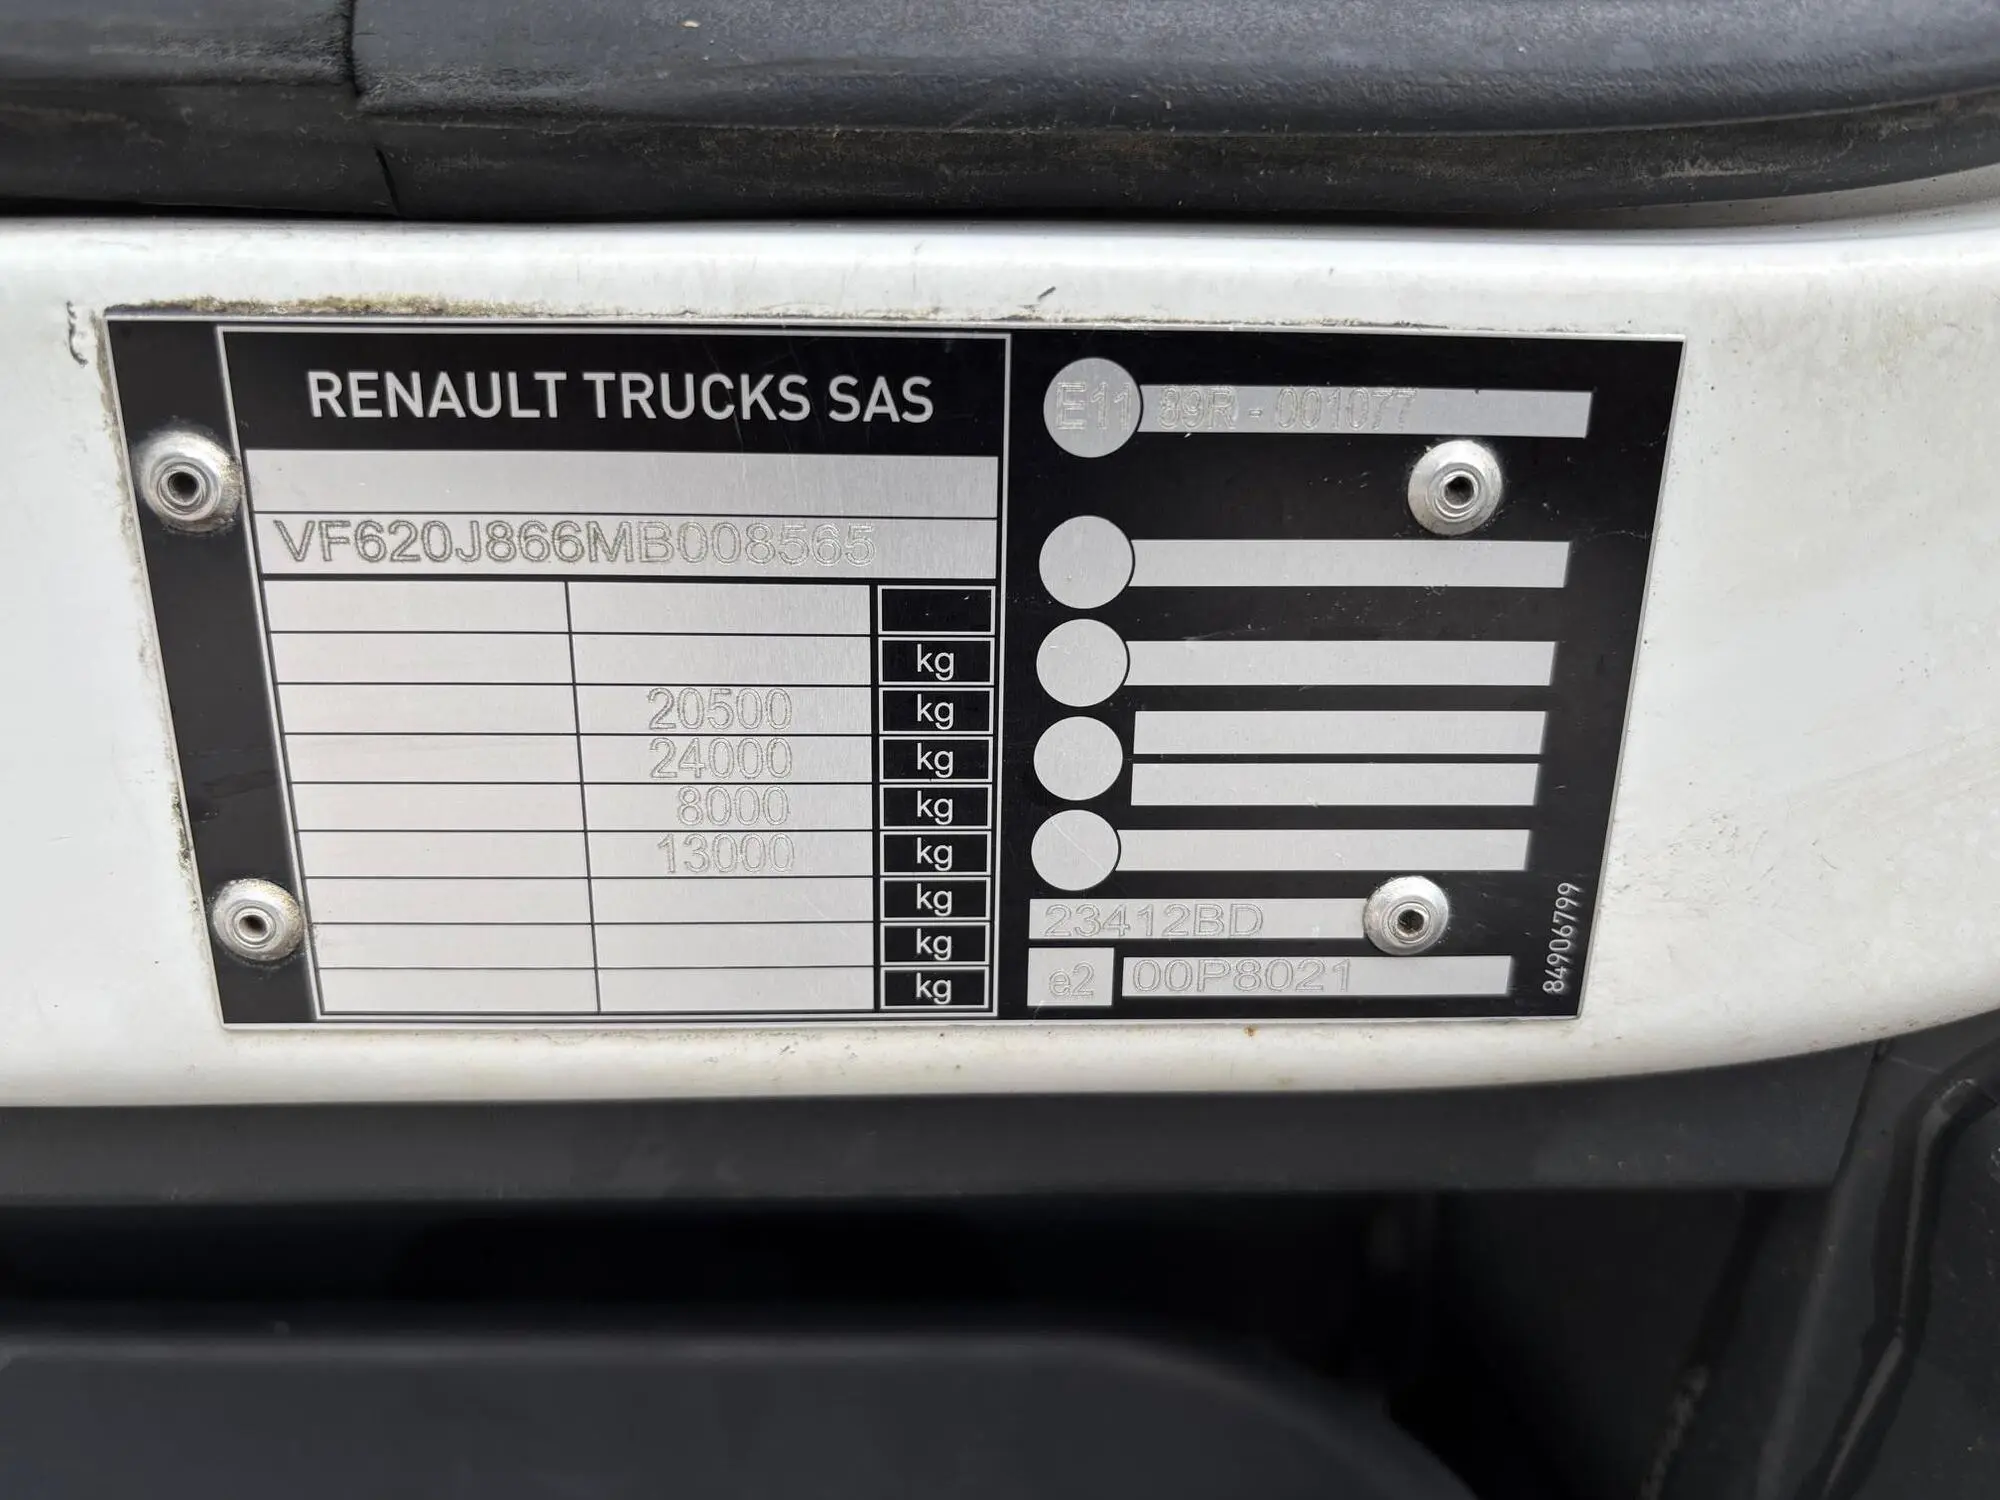 RENAULT TRUCKS SAS
VF620J866MB008565
kg
20500 kg
24000 kg
8000 kg
13000 kg
kg
kg
kg
E11 89R - 001077
23412BD
e2 00P8021
84906799